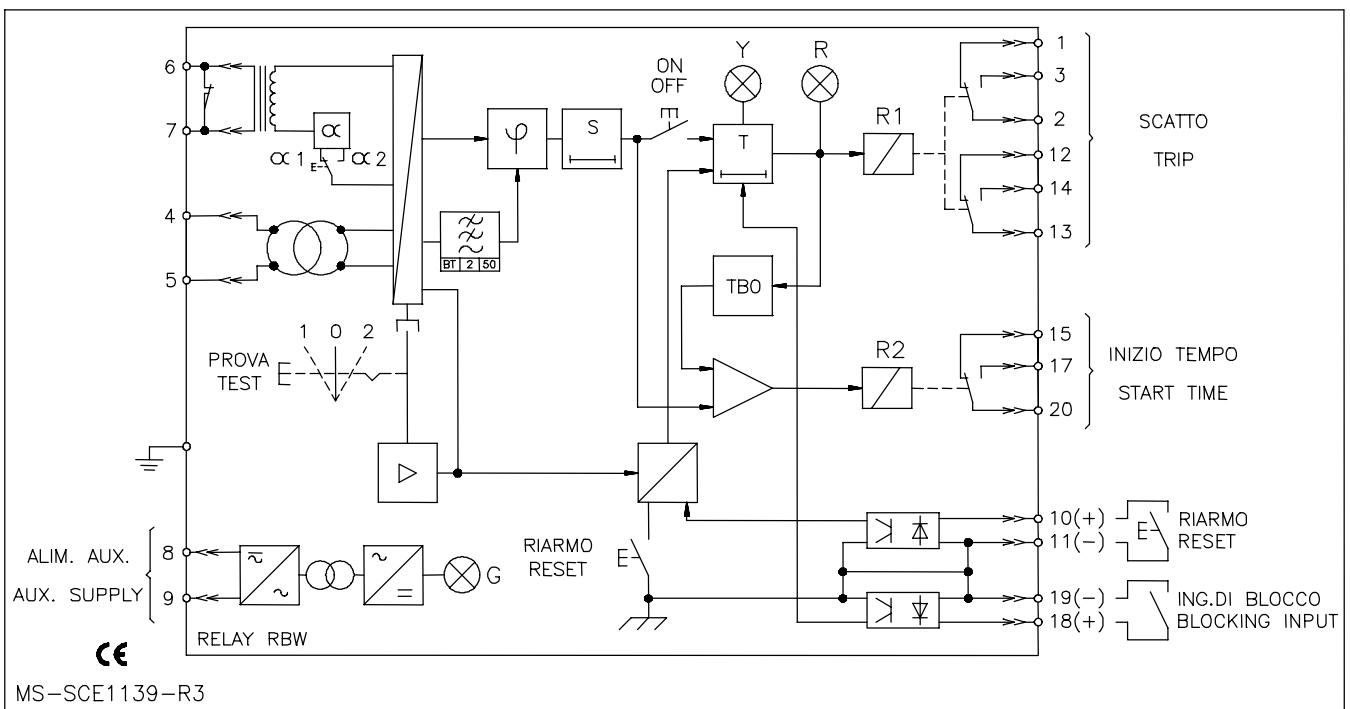 6
7
4
5
α
α 1
α 2
φ
S
ON
OFF
Y
R
T
R1
1
3
2
12
14
13
SCATTO
TRIP
BT 2 50
TBO
1 0 2
PROVA
TEST
R2
15
17
20
INIZIO TEMPO
START TIME
ALIM. AUX.
AUX. SUPPLY
8
9
G
RIARMO
RESET
10(+)
11(-)
RIARMO
RESET
19(-)
18(+)
ING.DI BLOCCO
BLOCKING INPUT
RELAY RBW
CE
MS-SCE1139-R3